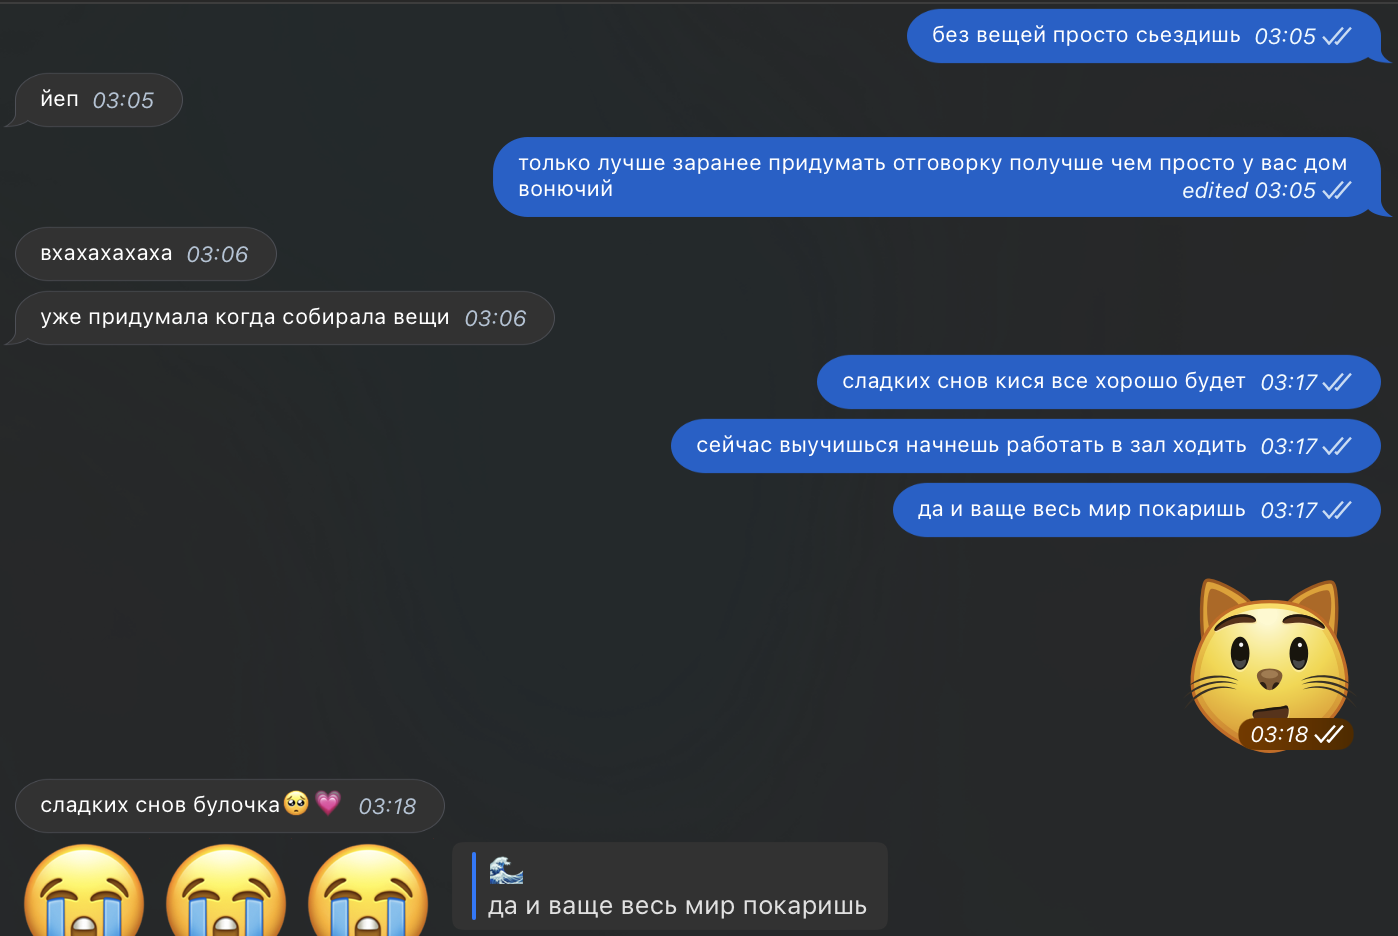 без вещей просто сьездишь 03:05
йеп 03:05
только лучше заранее придумать отговорку получше чем просто у вас дом
вонючий edited 03:05
вхахахахаха 03:06
уже придумала когда собирала вещи 03:06
сладких снов кися все хорошо будет 03:17
сейчас выучишься начнешь работать в зал ходить 03:17
да и ваще весь мир покаришь 03:17
03:18
сладких снов булочка🥺💗 03:18
😭😭😭 🌊
да и ваще весь мир покаришь